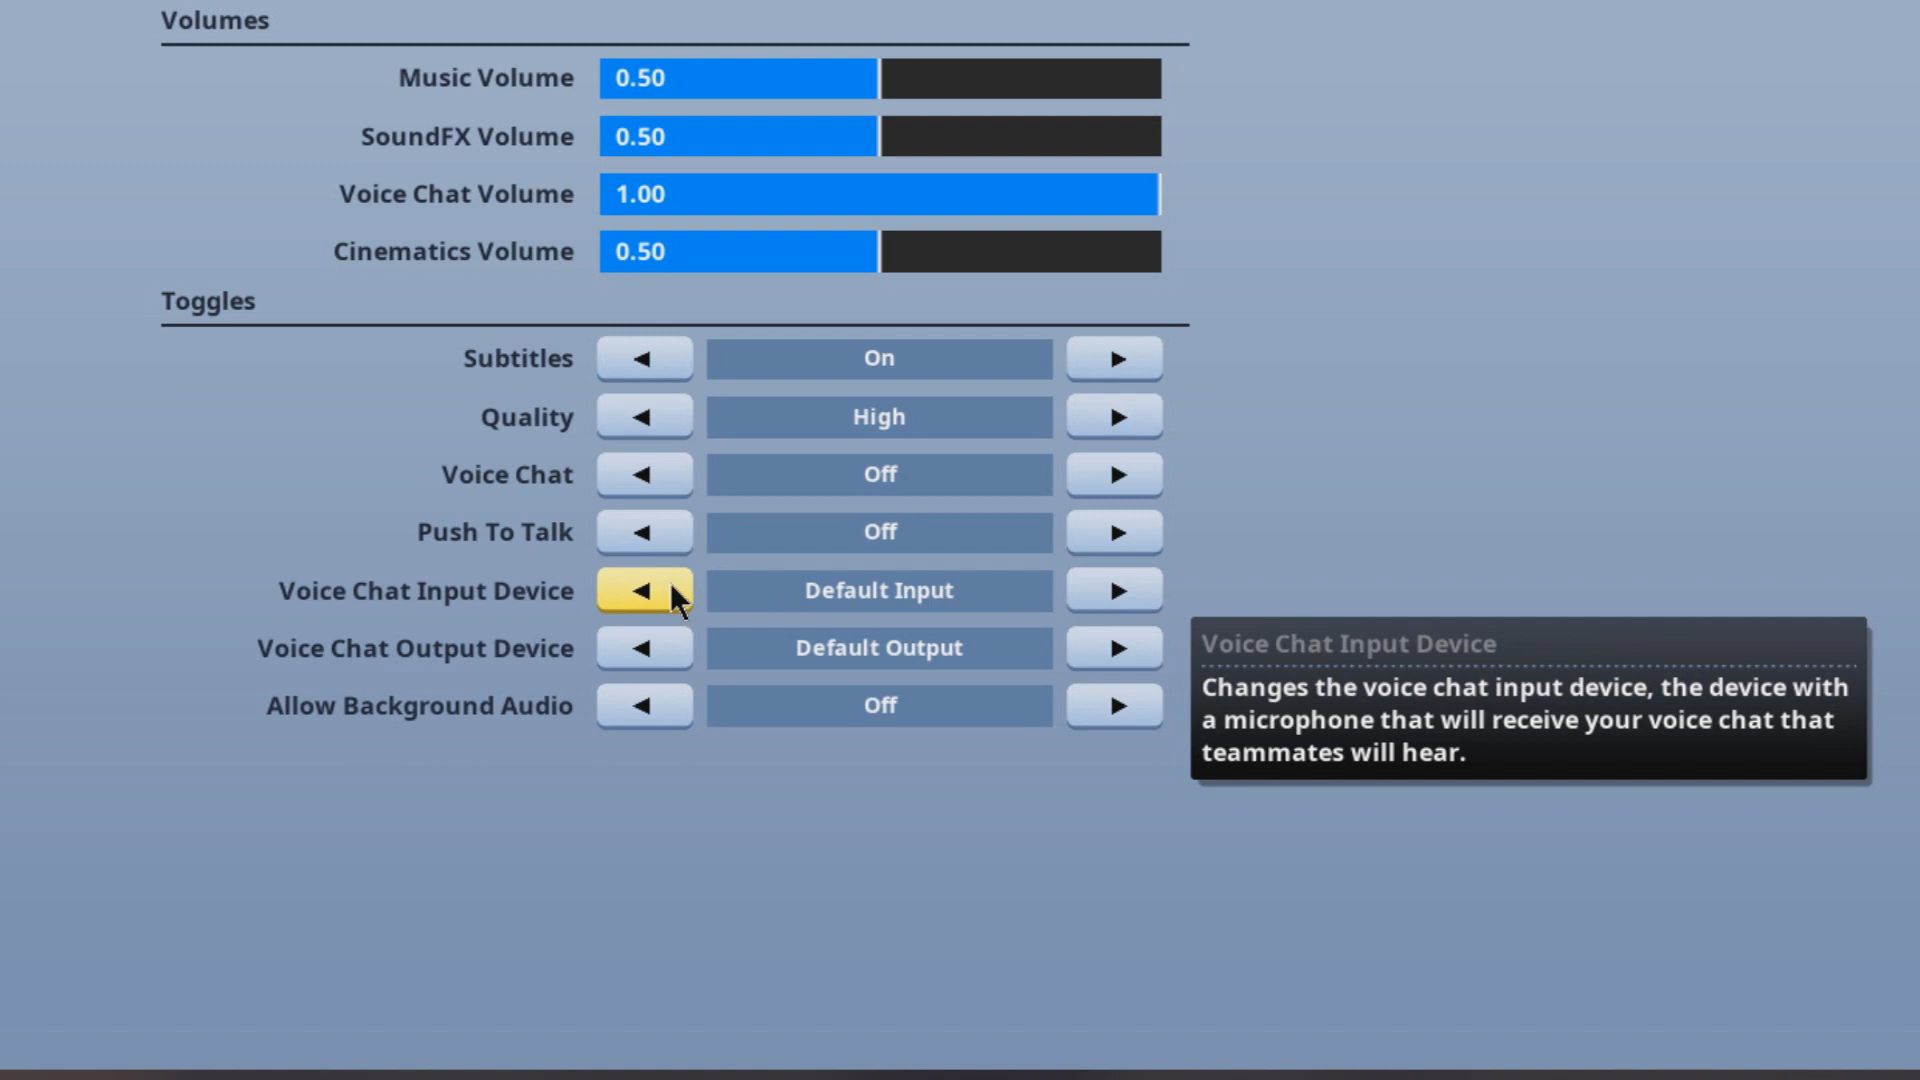 Volumes
Music Volume 0.50
SoundFX Volume 0.50
Voice Chat Volume 1.00
Cinematics Volume 0.50
Toggles
Subtitles On
Quality High
Voice Chat Off
Push To Talk Off
Voice Chat Input Device Default Input
Voice Chat Output Device Default Output
Allow Background Audio Off
Voice Chat Input Device
Changes the voice chat input device, the device with
a microphone that will receive your voice chat that
teammates will hear.